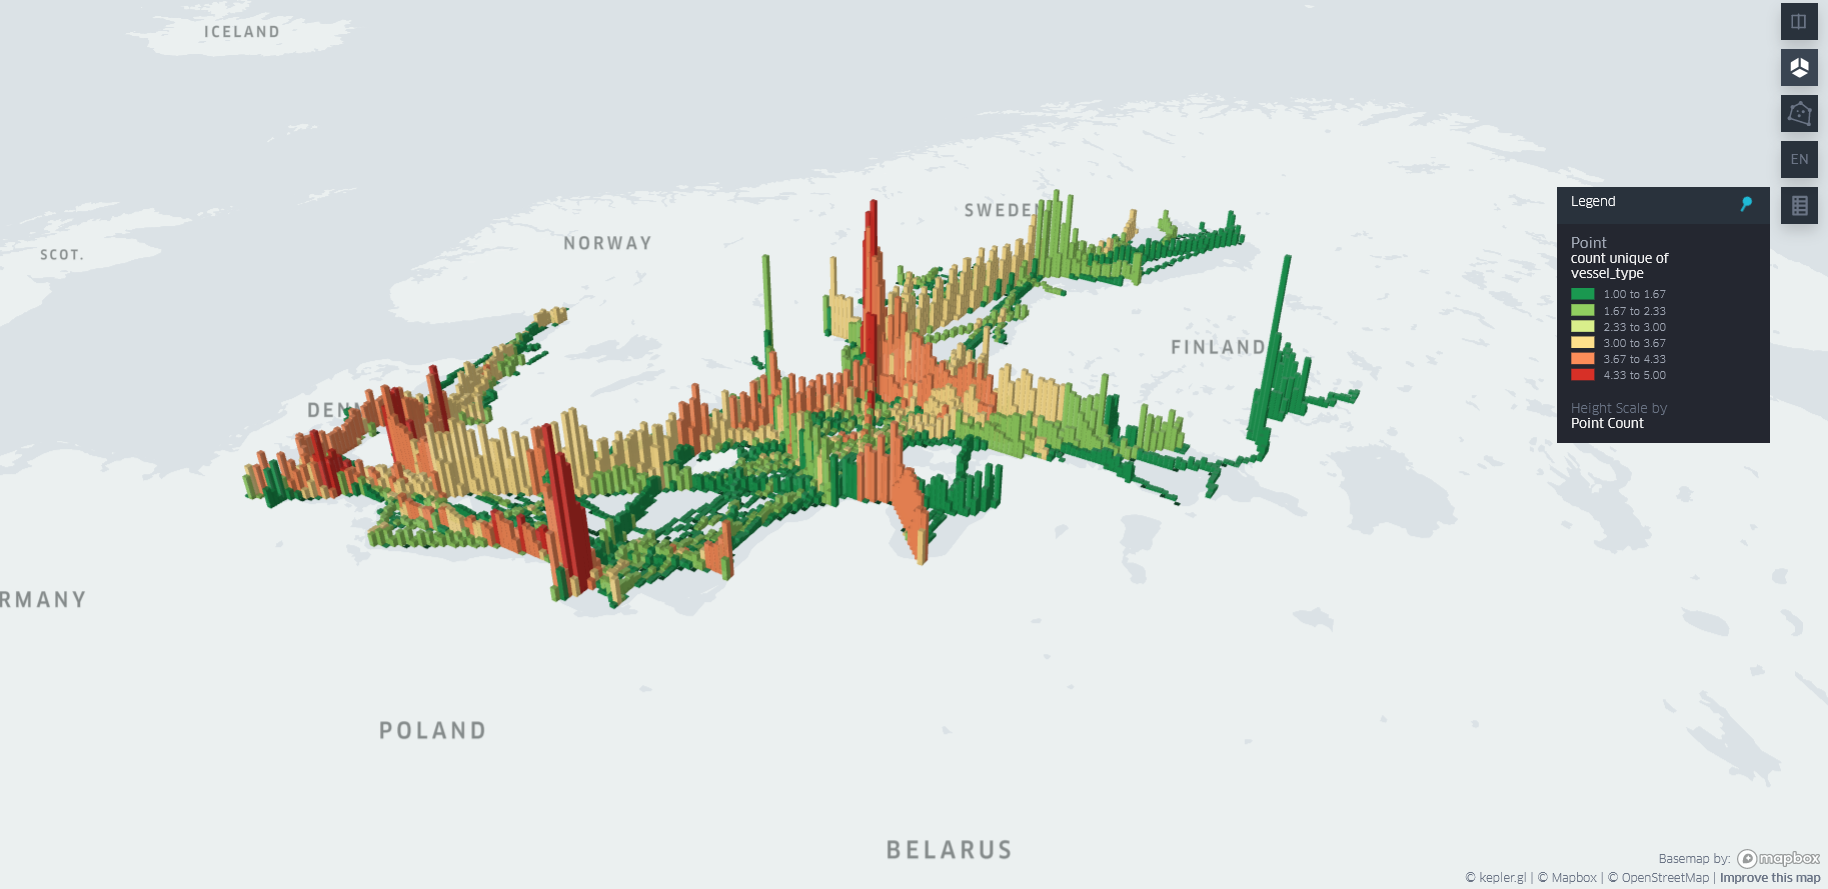 ICELAND
SCOT.
NORWAY
SWEDEN
DEN
FINLAND
RMANY
POLAND
BELARUS
EN
Legend
Point
count unique of
vessel_type
1.00 to 1.67
1.67 to 2.33
2.33 to 3.00
3.00 to 3.67
3.67 to 4.33
4.33 to 5.00
Height Scale by
Point Count
Basemap by: mapbox
© kepler.gl | © Mapbox | © OpenStreetMap | Improve this map